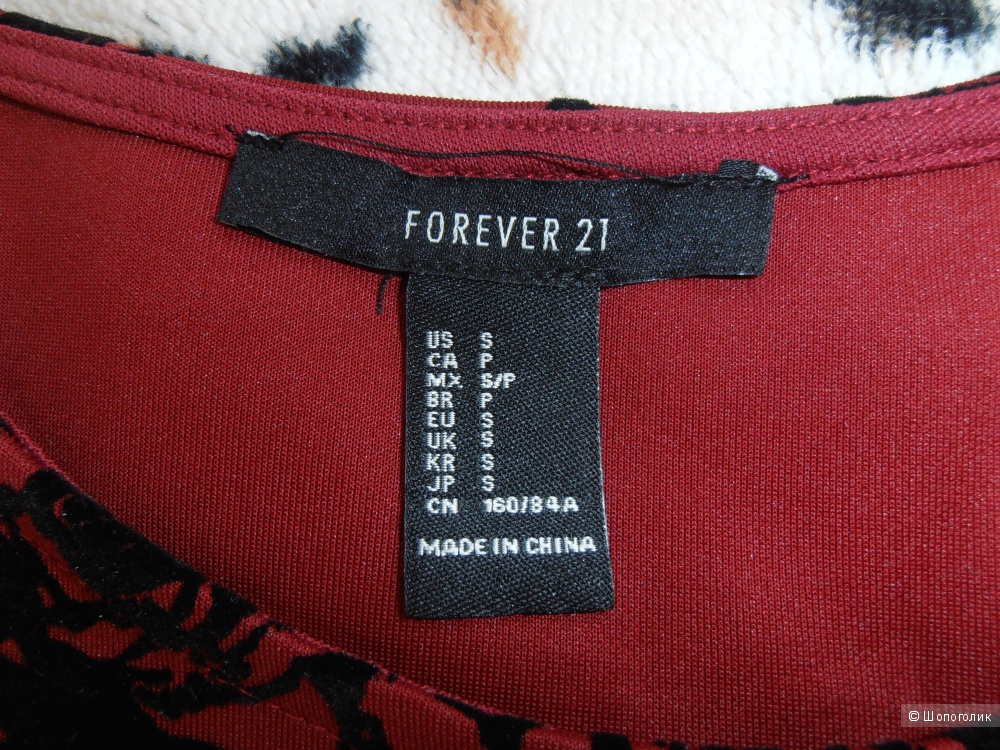 FOREVER 21
US S
CA P
MX S/P
BR P
EU S
UK S
KR S
JP S
CN 160/84A
MADE IN CHINA
© Шопоголик